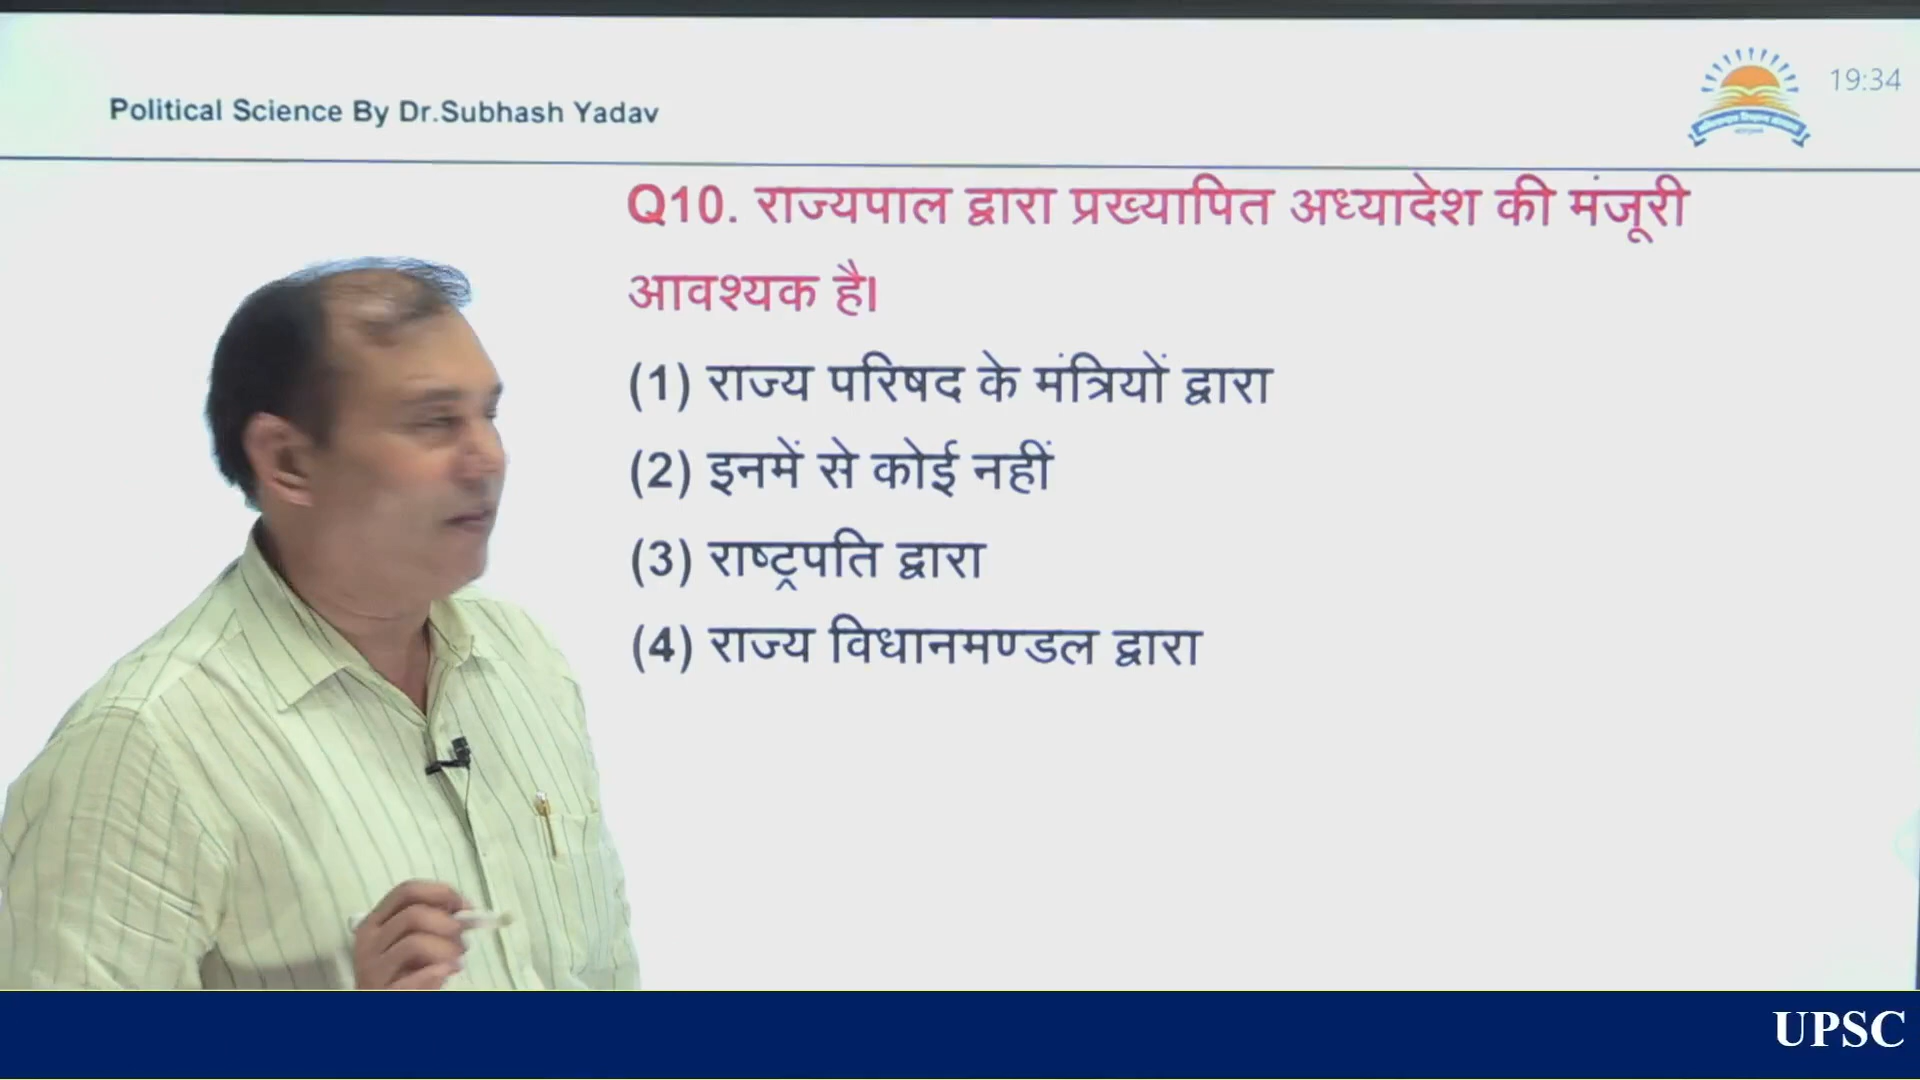 Political Science By Dr.Subhash Yadav
19:34
Q10. राज्यपाल द्वारा प्रख्यापित अध्यादेश की मंजूरी
आवश्यक है।
(1) राज्य परिषद के मंत्रियों द्वारा
(2) इनमें से कोई नहीं
(3) राष्ट्रपति द्वारा
(4) राज्य विधानमण्डल द्वारा
UPSC